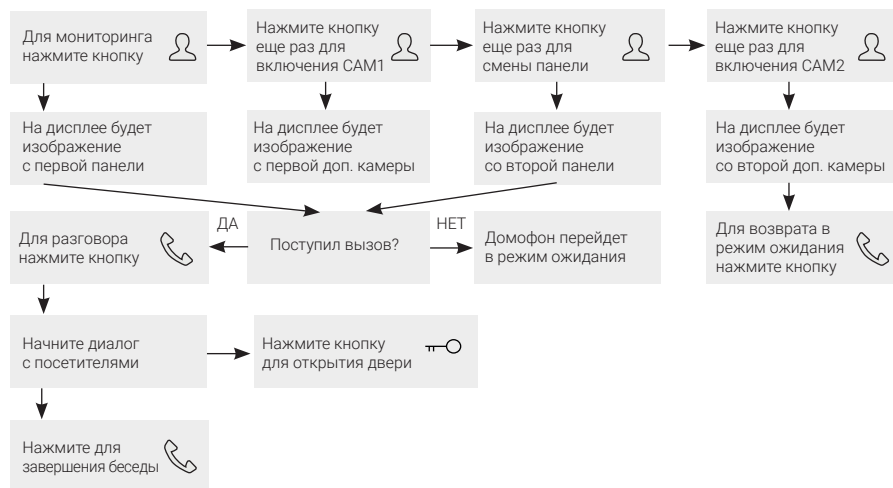 Для мониторинга
нажмите кнопку
Нажмите кнопку
еще раз для
включения CAM1
Нажмите кнопку
еще раз для
смены панели
Нажмите кнопку
еще раз для
включения CAM2
На дисплее будет
изображение
с первой панели
На дисплее будет
изображение
с первой доп. камеры
На дисплее будет
изображение
со второй панели
На дисплее будет
изображение
со второй доп. камеры
Для разговора
нажмите кнопку
ДА
Поступил вызов?
НЕТ
Домофон перейдет
в режим ожидания
Для возврата в
режим ожидания
нажмите кнопку
Начните диалог
с посетителями
Нажмите кнопку
для открытия двери
Нажмите для
завершения беседы